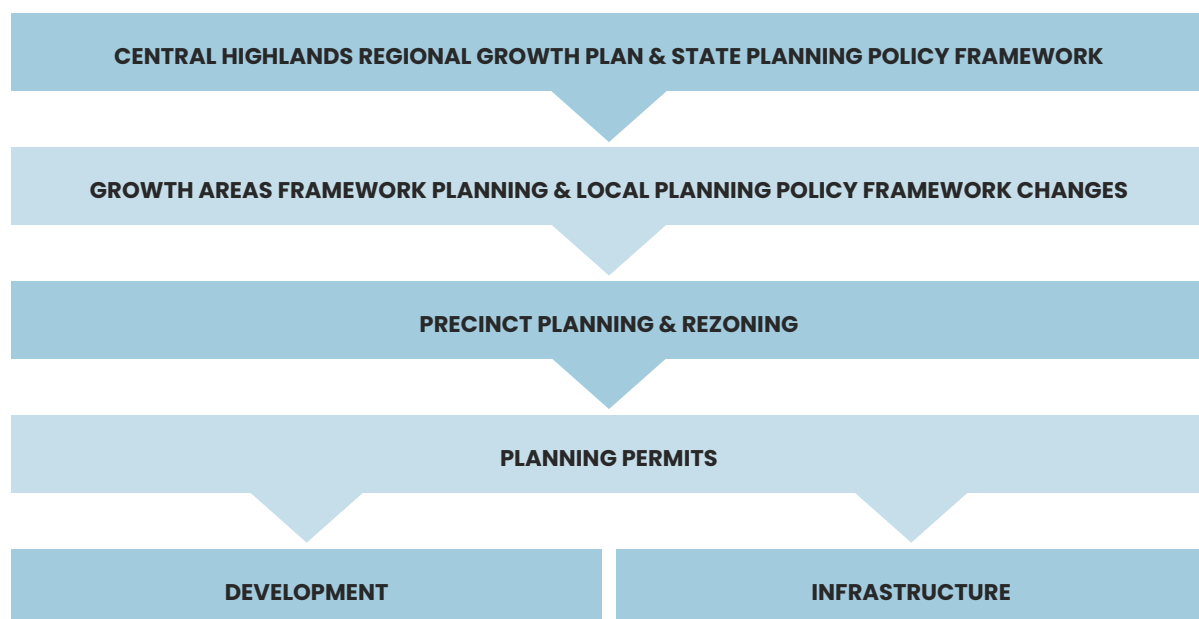 CENTRAL HIGHLANDS REGIONAL GROWTH PLAN & STATE PLANNING POLICY FRAMEWORK
GROWTH AREAS FRAMEWORK PLANNING & LOCAL PLANNING POLICY FRAMEWORK CHANGES
PRECINCT PLANNING & REZONING
PLANNING PERMITS
DEVELOPMENT
INFRASTRUCTURE